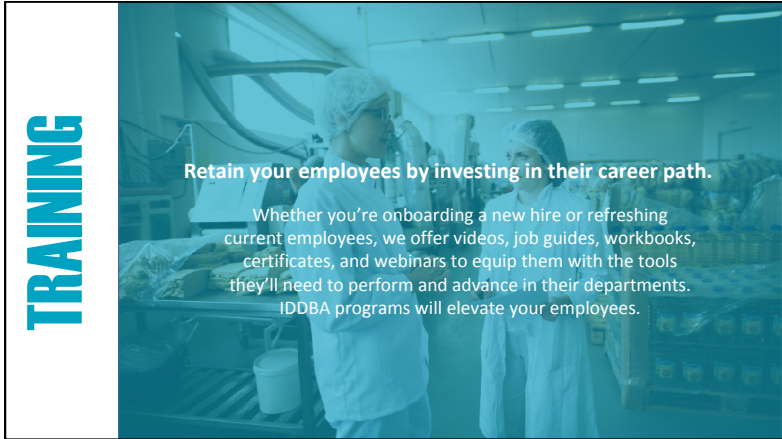 TRAINING
Retain your employees by investing in their career path.
Whether you’re onboarding a new hire or refreshing
current employees, we offer videos, job guides, workbooks,
certificates, and webinars to equip them with the tools
they’ll need to perform and advance in their departments.
IDDBA programs will elevate your employees.